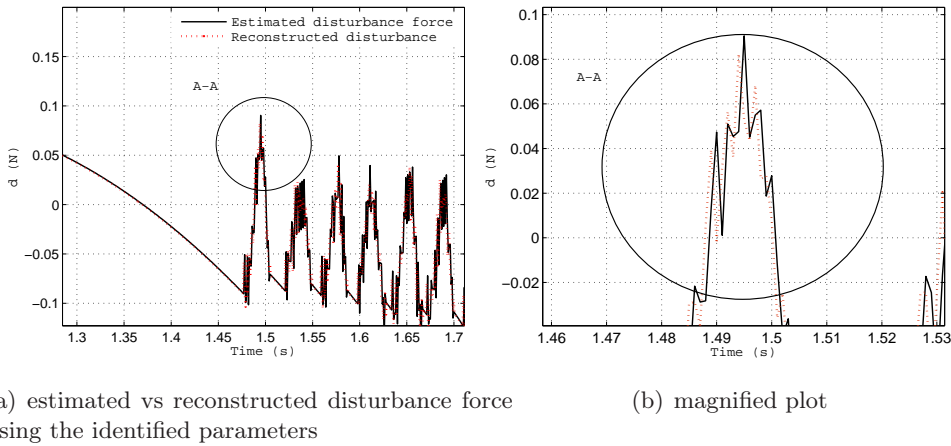 Estimated disturbance force
Reconstructed disturbance
A-A
d (N)
0.15
0.1
0.05
0
−0.05
−0.1
1.3 1.35 1.4 1.45 1.5 1.55 1.6 1.65 1.7
Time (s)
A-A
d (N)
0.1
0.08
0.06
0.04
0.02
0
−0.02
1.46 1.47 1.48 1.49 1.5 1.51 1.52 1.53
Time (s)
a) estimated vs reconstructed disturbance force
sing the identified parameters
(b) magnified plot